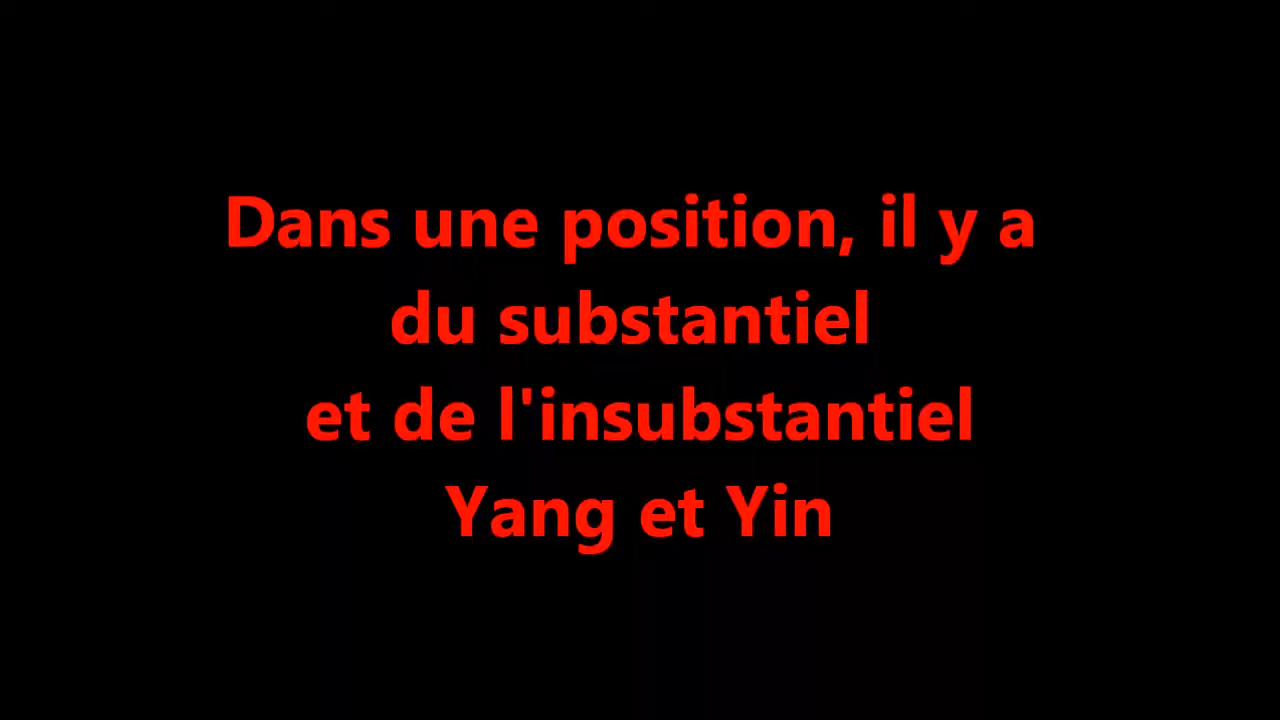 Dans une position, il y a
du substantiel
et de l'insubstantiel
Yang et Yin